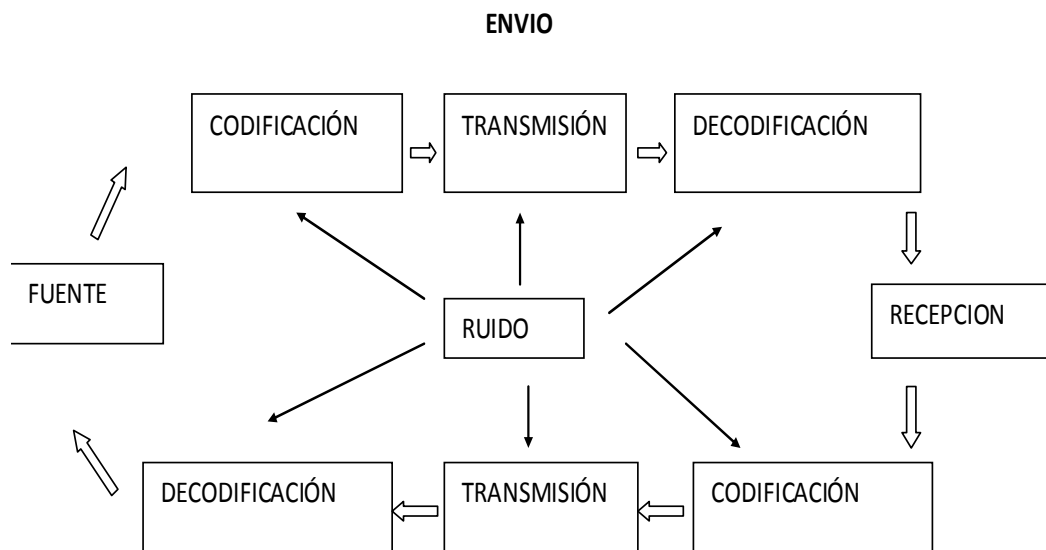 ENVIO
CODIFICACIÓN
TRANSMISIÓN
DECODIFICACIÓN
FUENTE
RUIDO
RECEPCION
DECODIFICACIÓN
TRANSMISIÓN
CODIFICACIÓN